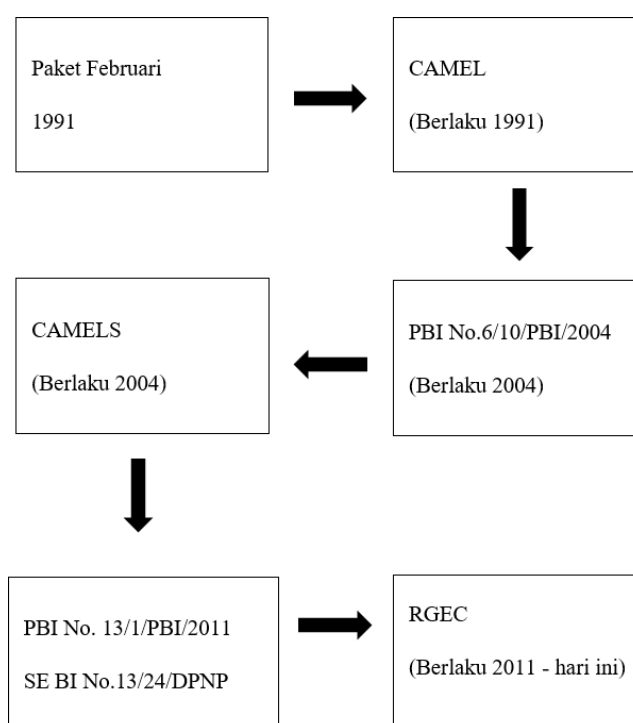 Paket Februari
1991
CAMEL
(Berlaku 1991)
PBI No.6/10/PBI/2004
(Berlaku 2004)
CAMELS
(Berlaku 2004)
PBI No. 13/1/PBI/2011
SE BI No.13/24/DPNP
RGEC
(Berlaku 2011 - hari ini)